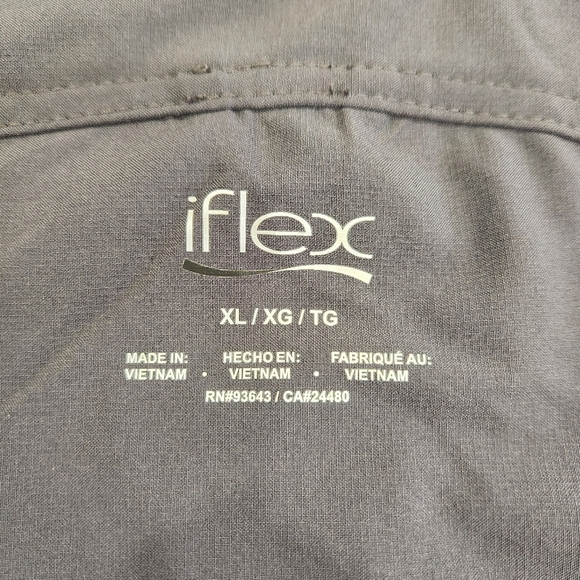 iflex
XL / XG / TG
MADE IN: HECHO EN: FABRIQUÉ AU:
VIETNAM • VIETNAM • VIETNAM
RN#93643 / CA#24480